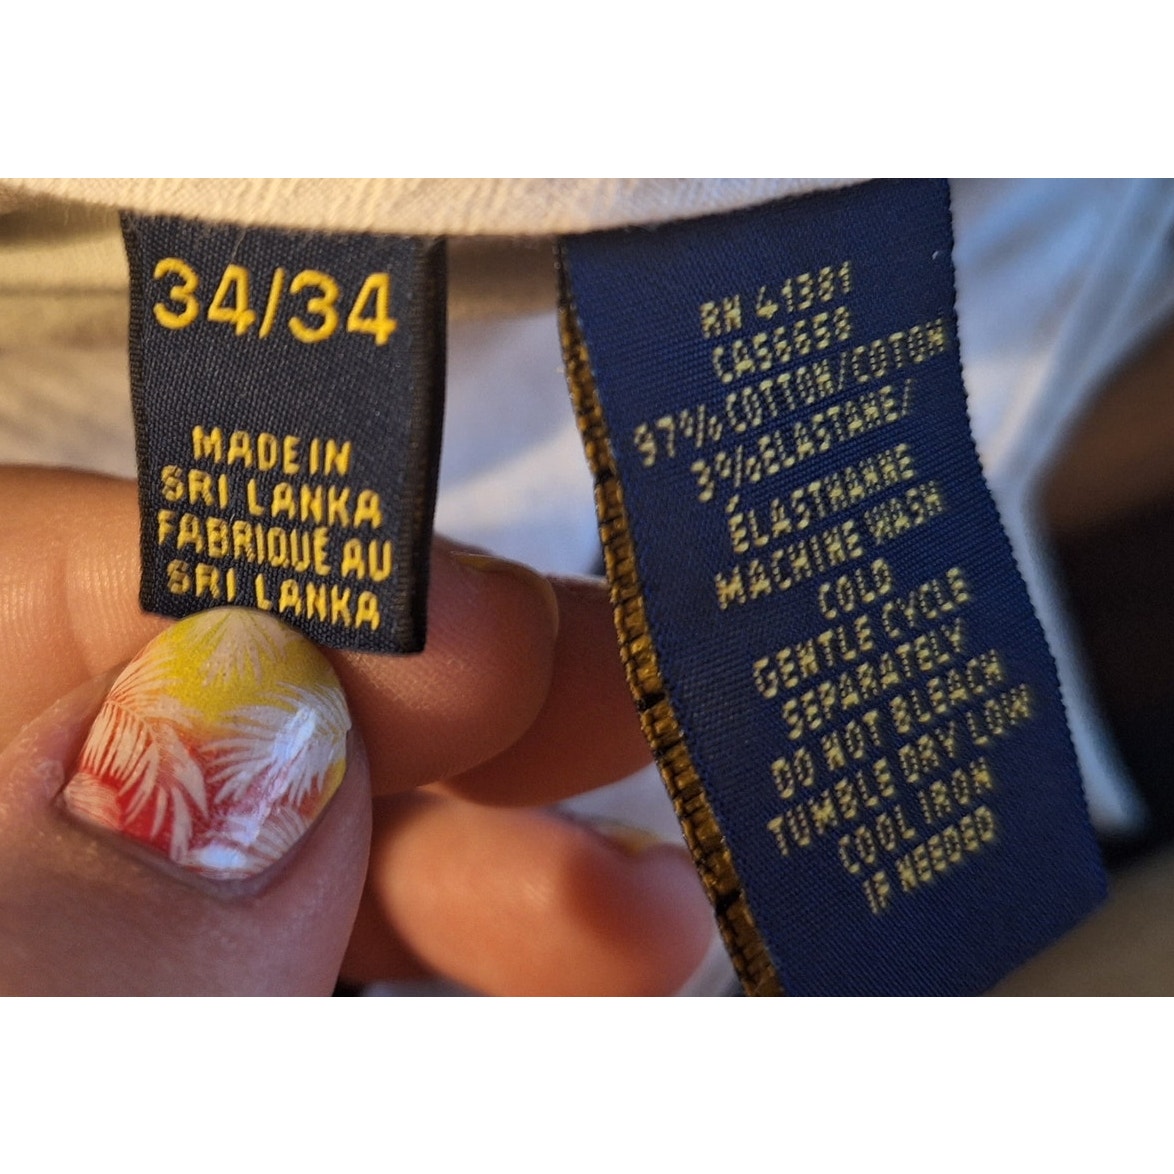 34/34
MADE IN
SRI LANKA
FABRIQUÉ AU
SRI LANKA
RN 41381
CA56658
97% COTTON/COTON
3% ELASTANE/
ÉLASTHANNE
MACHINE WASH
COLD
GENTLE CYCLE
SEPARATELY
DO NOT BLEACH
TUMBLE DRY LOW
COOL IRON
IF NEEDED